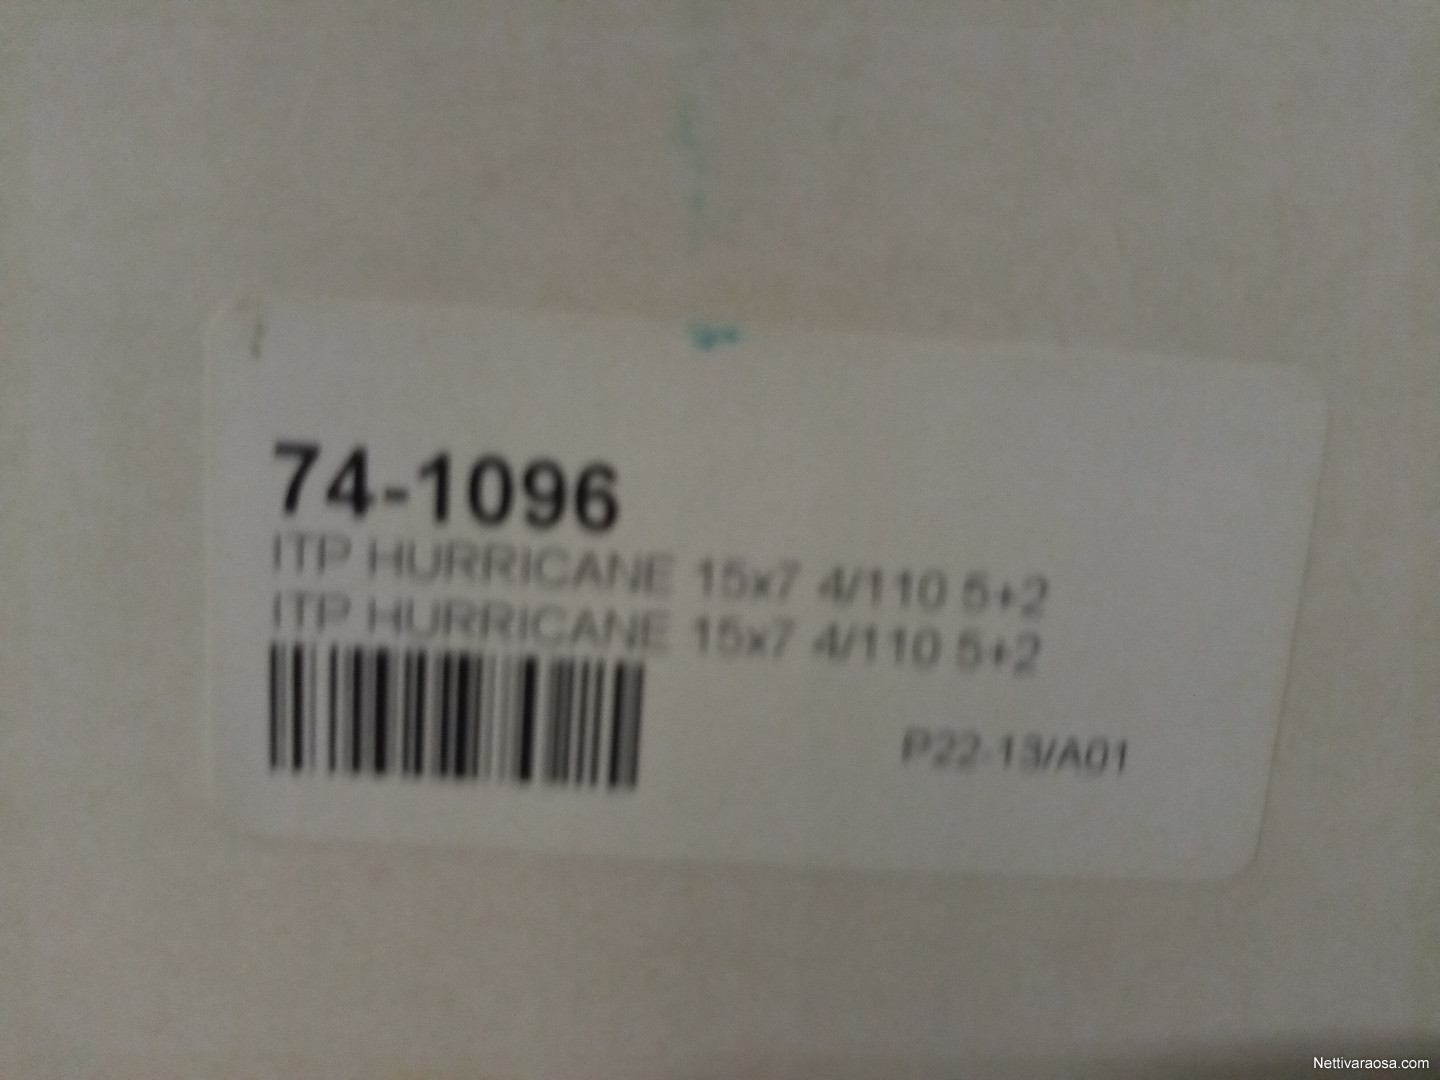 74-1096
ITP HURRICANE 15x7 4/110 5+2
ITP HURRICANE 15x7 4/110 5+2
P22-13/A01
Nettivaraosa.com